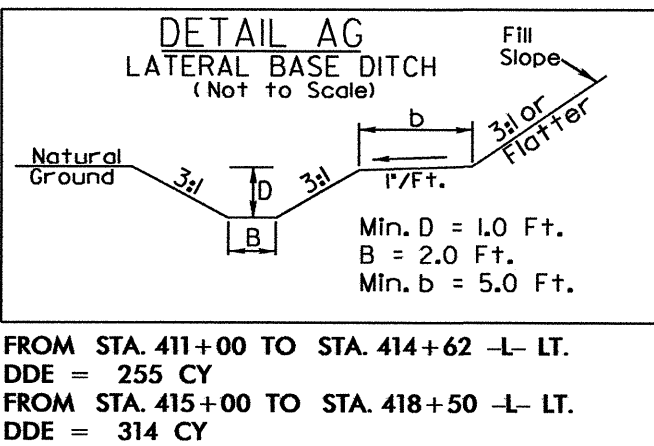 DETAIL AG
LATERAL BASE DITCH
(Not to Scale)
Fill
Slope
b
3:1 or
Flatter
Natural
Ground
3:1
D
3:1
1"/Ft.
B
Min. D = 1.0 Ft.
B = 2.0 Ft.
Min. b = 5.0 Ft.
FROM STA. 411+00 TO STA. 414+62 -L- LT.
DDE = 255 CY
FROM STA. 415+00 TO STA. 418+50 -L- LT.
DDE = 314 CY